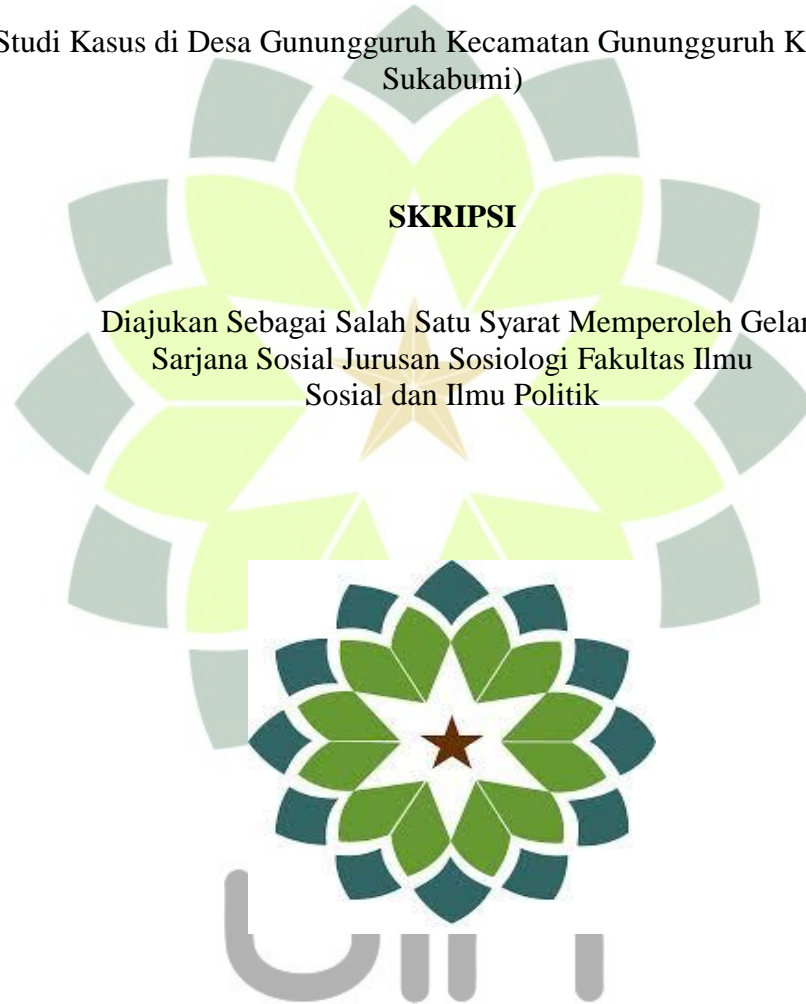 Studi Kasus di Desa Gunungguruh Kecamatan Gunungguruh K
Sukabumi)
SKRIPSI
Diajukan Sebagai Salah Satu Syarat Memperoleh Gelar
Sarjana Sosial Jurusan Sosiologi Fakultas Ilmu
Sosial dan Ilmu Politik